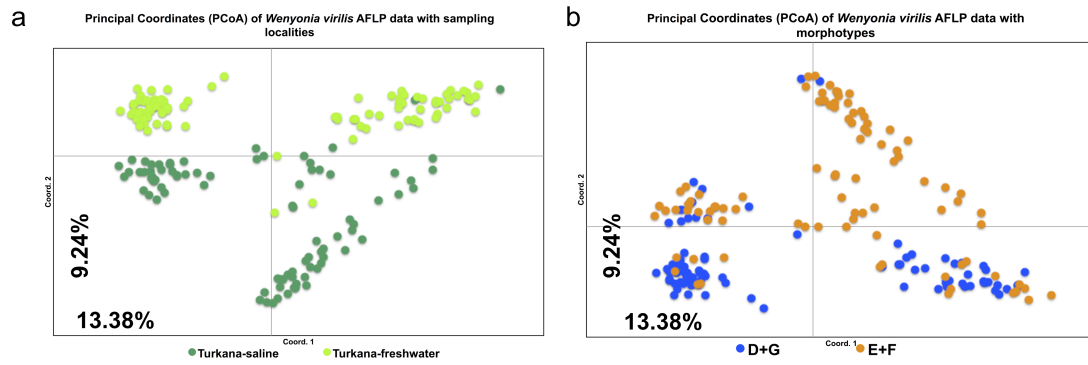 a
Principal Coordinates (PCoA) of Wenyonia virilis AFLP data with sampling
localities
Coord. 2
9.24%
13.38%
Coord. 1
Turkana-saline
Turkana-freshwater
b
Principal Coordinates (PCoA) of Wenyonia virilis AFLP data with
morphotypes
Coord. 2
9.24%
13.38%
Coord. 1
D+G
E+F